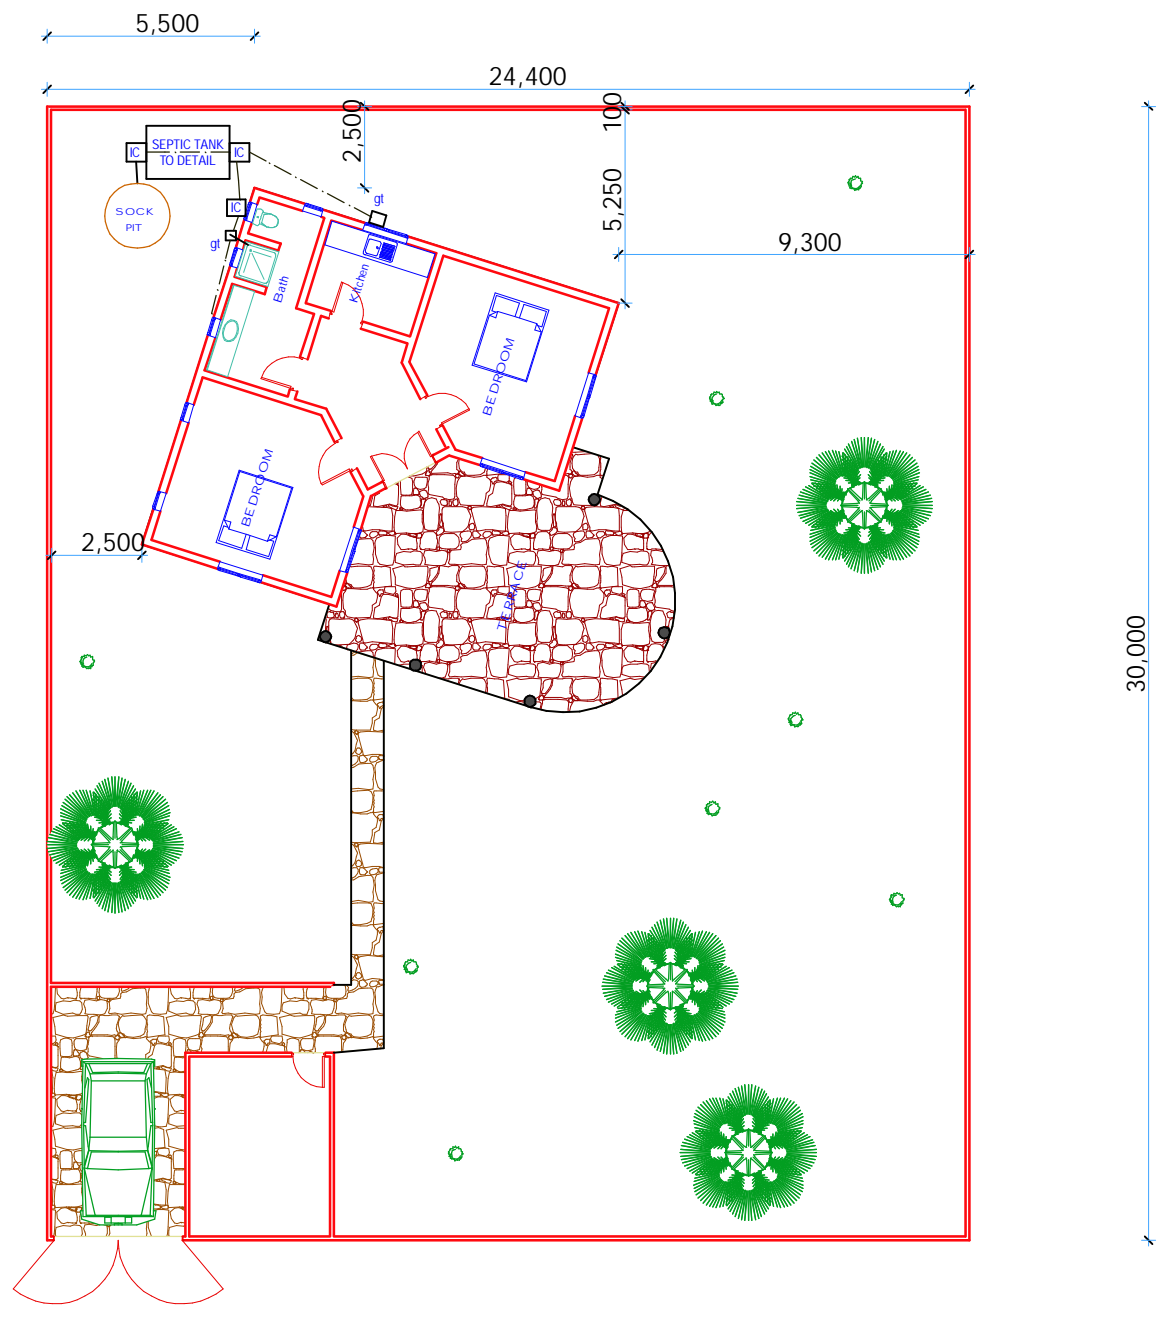 5,500
24,400
2,500
100
SEPTIC TANK
TO DETAIL
IC
IC
IC
gt
gt
SOCK
PIT
5,250
9,300
Bath
Kitchen
BEDROOM
BEDROOM
2,500
TERRACE
30,000